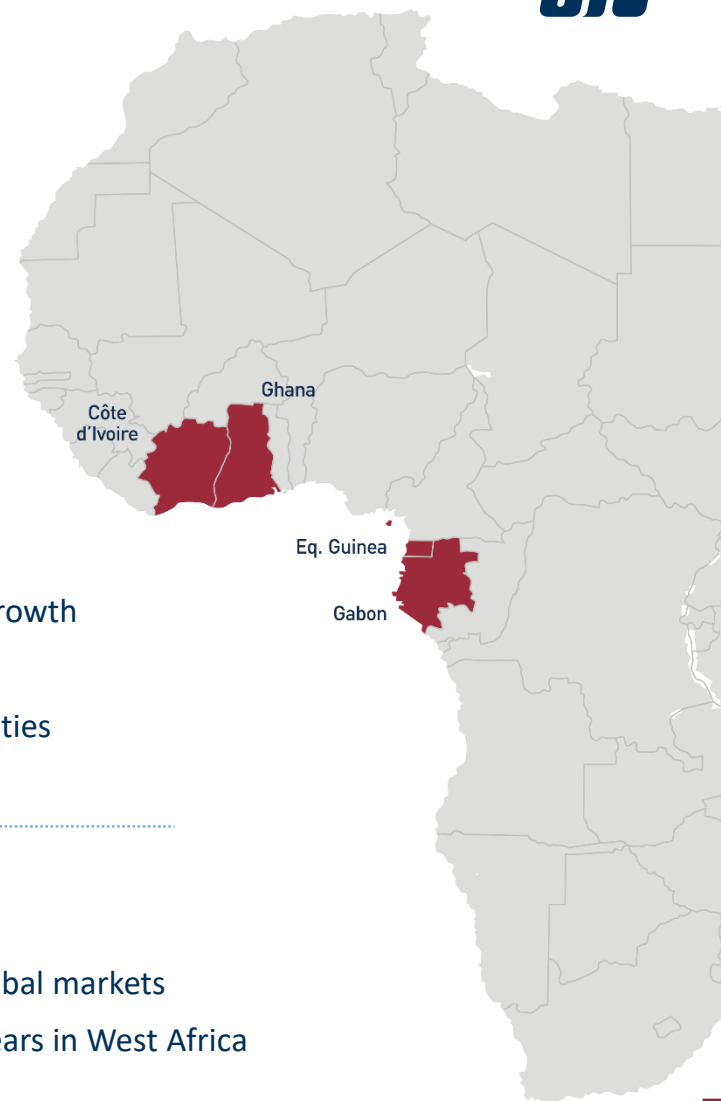 Ghana
Côte
d'Ivoire
Eq. Guinea
Gabon
rowth
ties
bal markets
ars in West Africa